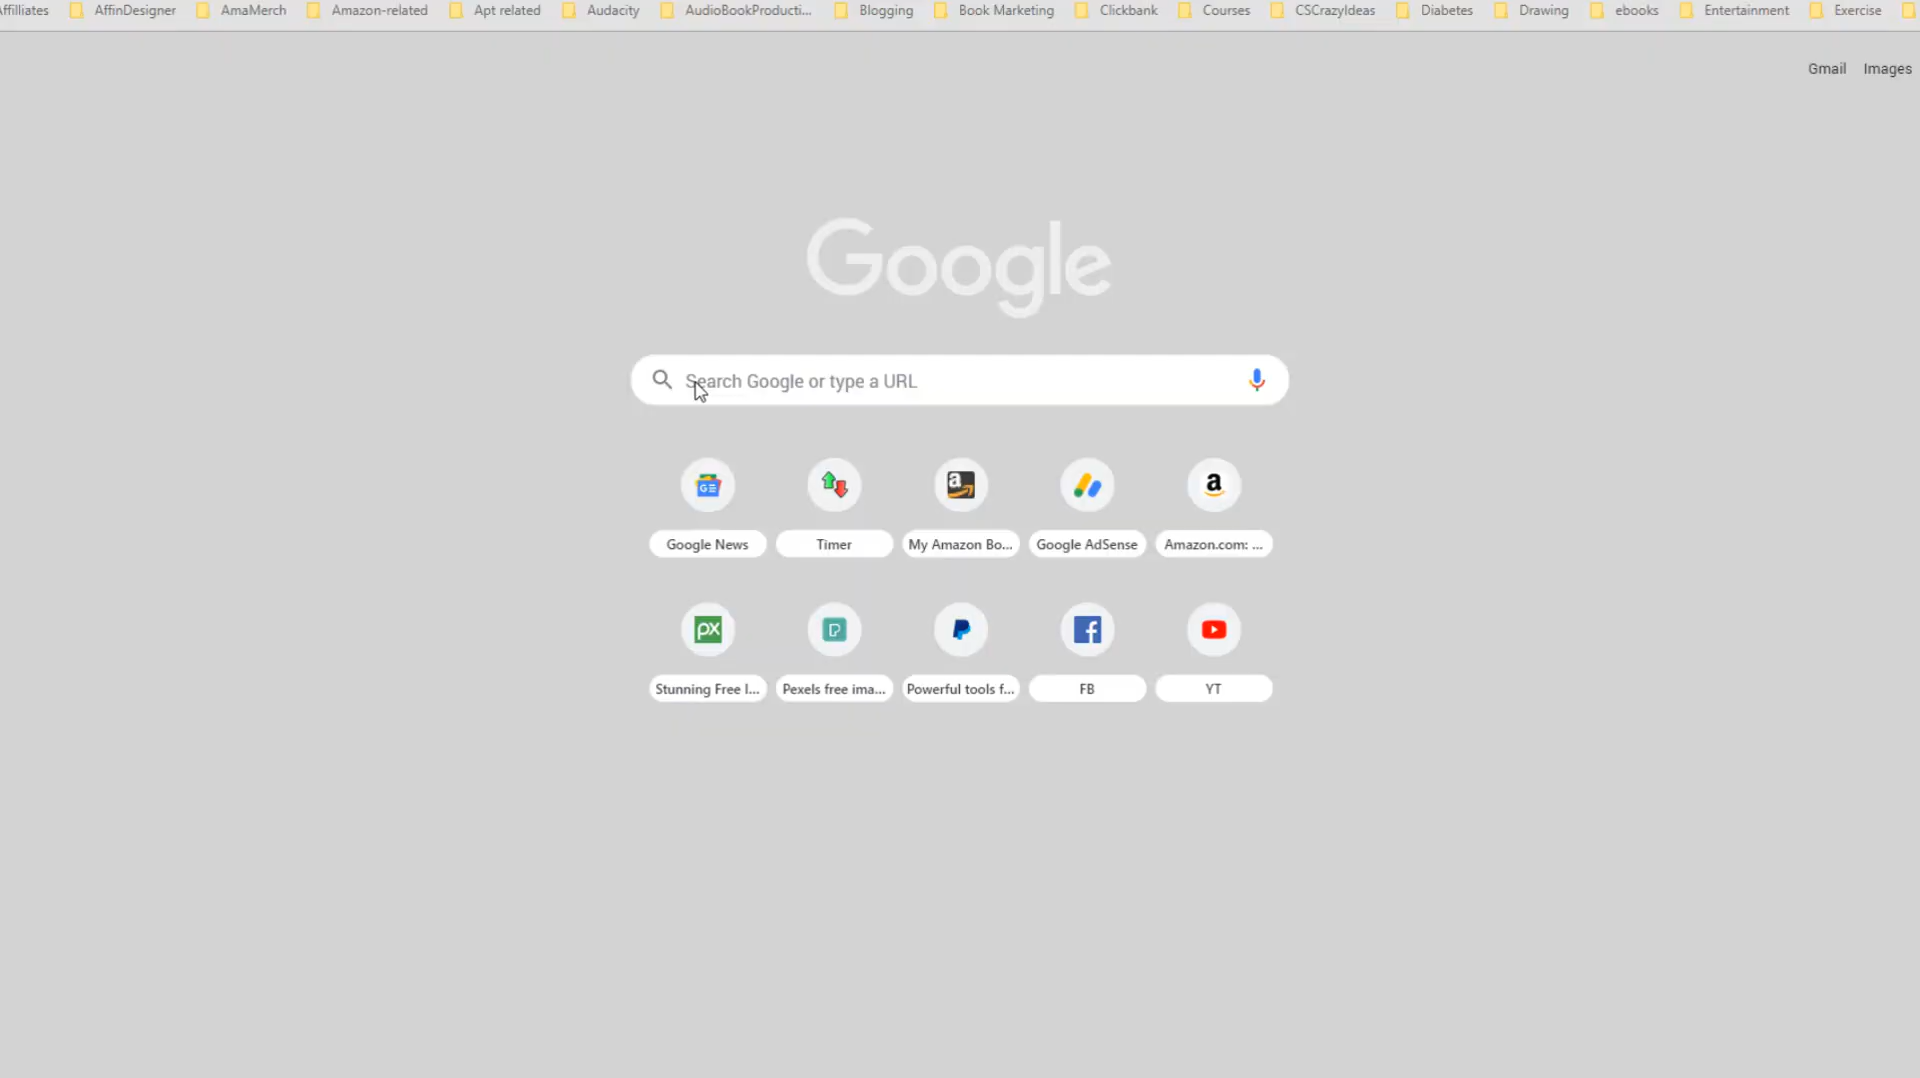 Affilliates AffinDesigner AmaMerch Amazon-related Apt related Audacity AudioBookProducti... Blogging Book Marketing Clickbank Courses CSCrazyIdeas Diabetes Drawing ebooks Entertainment Exercise
Gmail Images
Google
Search Google or type a URL
Google News Timer My Amazon Bo... Google AdSense Amazon.com: ...
Stunning Free I... Pexels free ima... Powerful tools f... FB YT